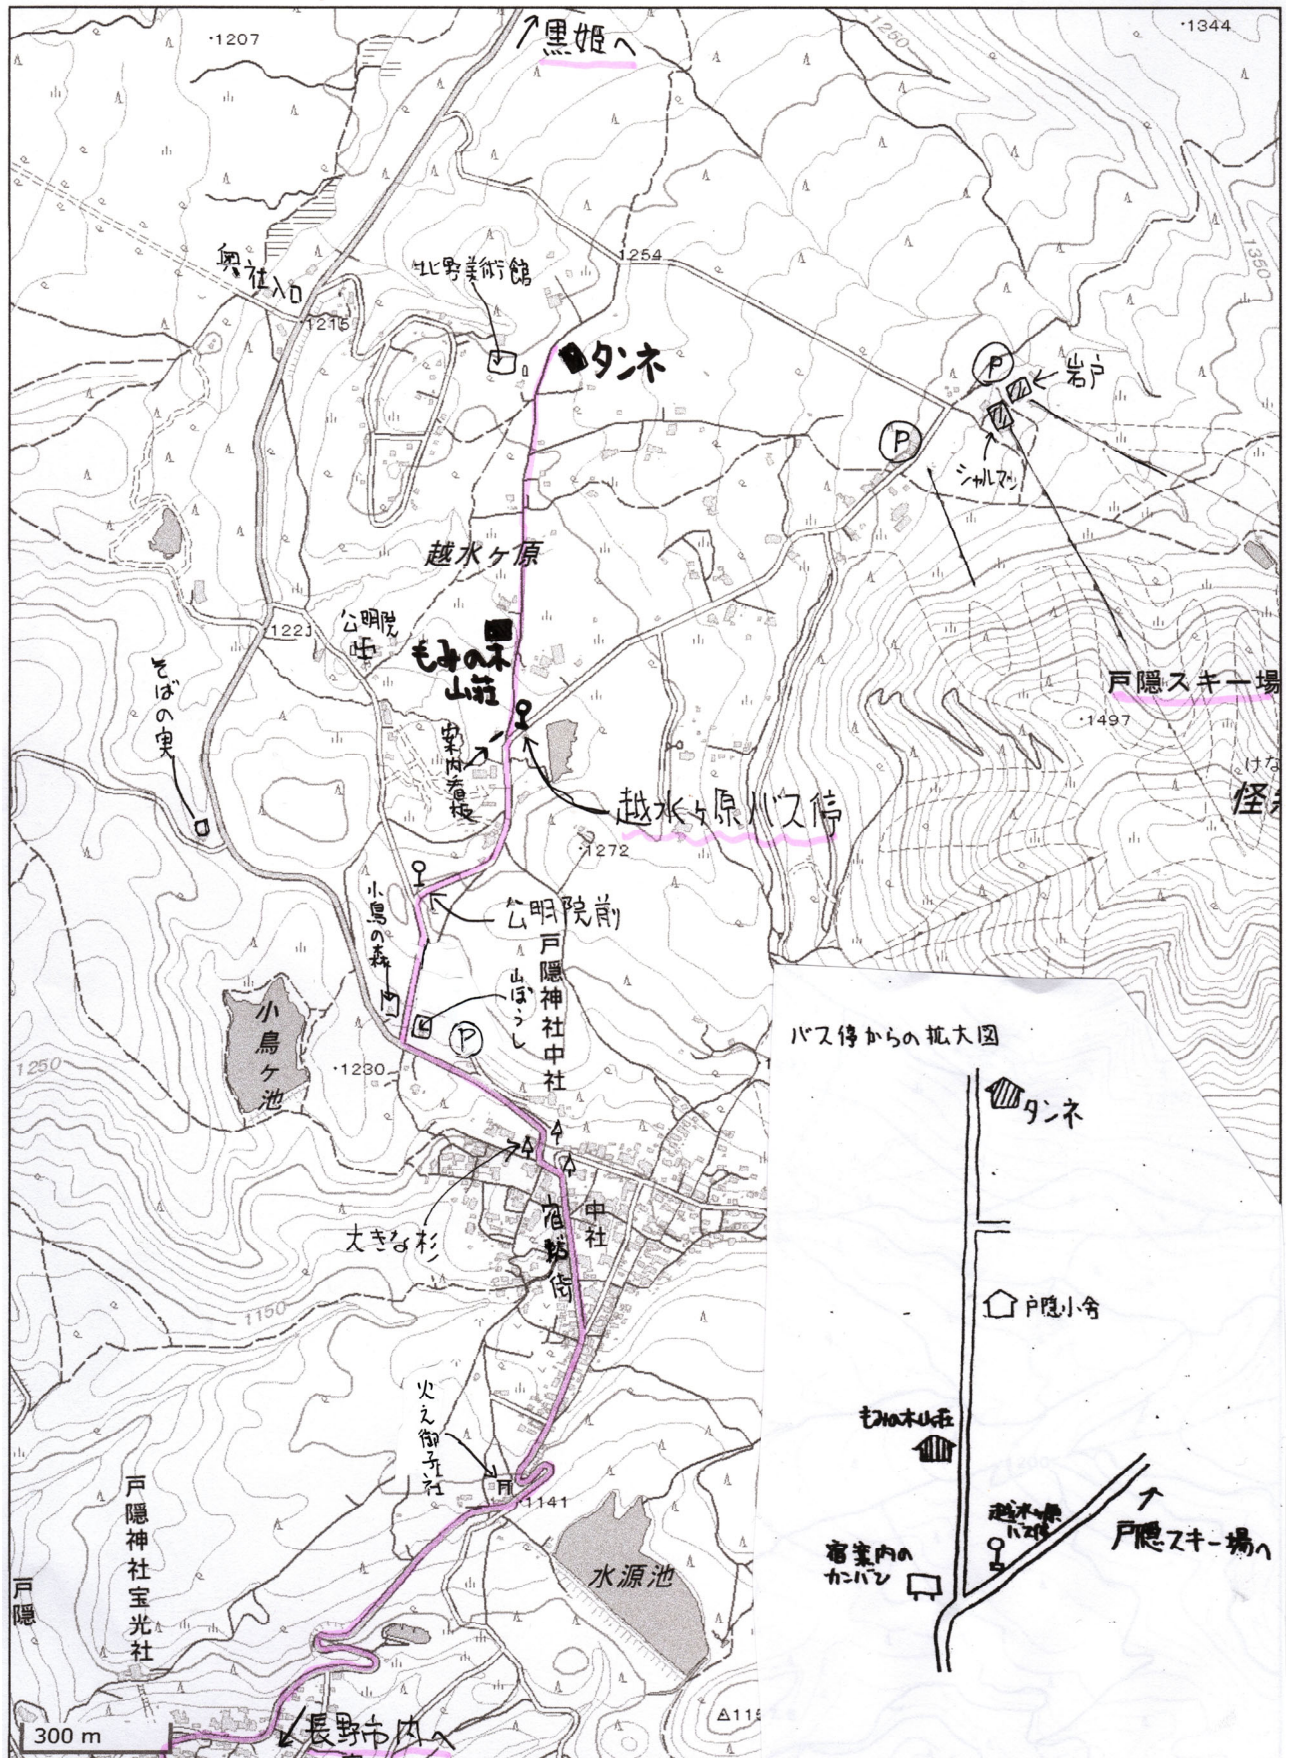 黒姫へ
・1207
1250
・1344
奥社入口
北野美術館
1254
1350
1215
タンネ
P
岩戸
P
シャルマン
越水ヶ原
公明院
1221
もみの木
山荘
戸隠スキー場
・1497
そばの実
案内看板
越水ヶ原バス停
けな
怪
・1272
小鳥の森
公明院前
戸隠神社中社
山ぼうし
P
小鳥ヶ池
1250
・1230
大きな杉
中社
宿坊街
1150
火之御子社
1141
水源池
戸隠神社宝光社
戸隠
300 m
長野市内へ
△115
バス停からの拡大図
タンネ
戸隠小舎
もみの木山荘
越水ヶ原
バス停
戸隠スキー場へ
宿案内の
カンバン